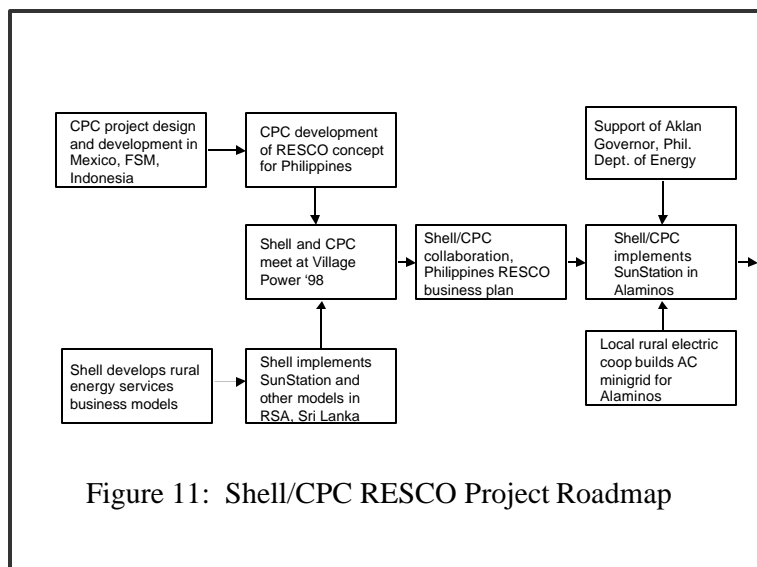 CPC project design
and development in
Mexico, FSM,
Indonesia
CPC development
of RESCO concept
for Philippines
Support of Aklan
Governor, Phil.
Dept. of Energy
Shell and CPC
meet at Village
Power ‘98
Shell/CPC
collaboration,
Philippines RESCO
business plan
Shell/CPC
implements
SunStation in
Alaminos
Shell develops rural
energy services
business models
Shell implements
SunStation and
other models in
RSA, Sri Lanka
Local rural electric
coop builds AC
minigrid for
Alaminos
Figure 11: Shell/CPC RESCO Project Roadmap